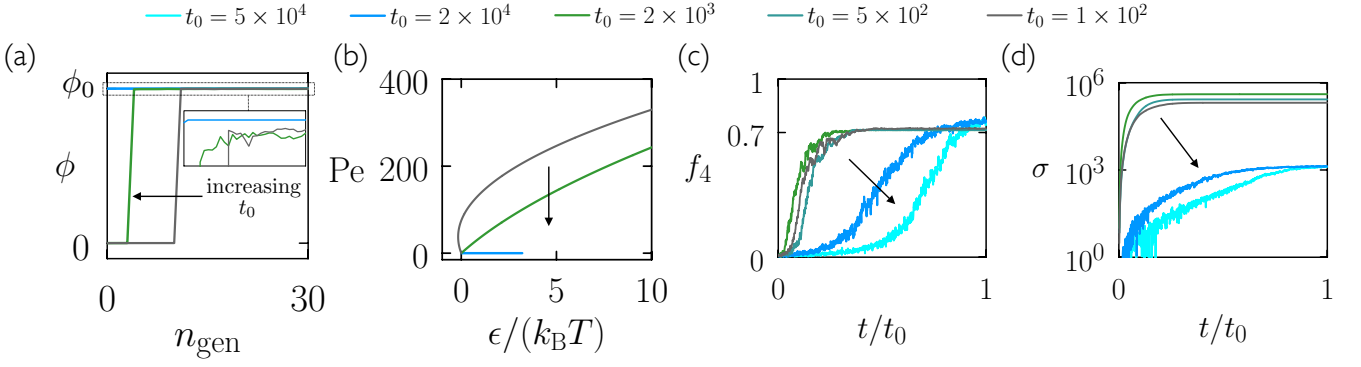 t₀ = 5 × 10⁴ t₀ = 2 × 10⁴ t₀ = 2 × 10³ t₀ = 5 × 10² t₀ = 1 × 10²
(a)
ϕ₀
ϕ
0
increasing
t₀
0 30
n_gen
(b)
400
Pe 200
0
0 5 10
ϵ/(k_BT)
(c)
1
0.7
f₄
0
0 1
t/t₀
(d)
10⁶
σ 10³
10⁰
0 1
t/t₀